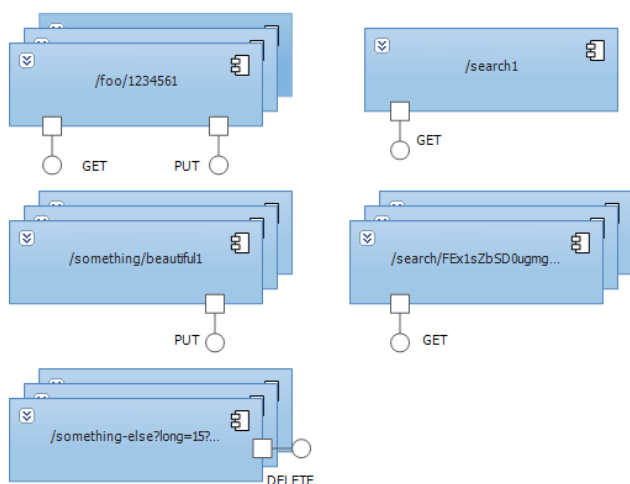 /foo/1234561
GET
PUT
/search1
GET
/something/beautiful1
PUT
/search/FEx1sZbSD0ugmg...
GET
/something-else?long=15?...
DELETE